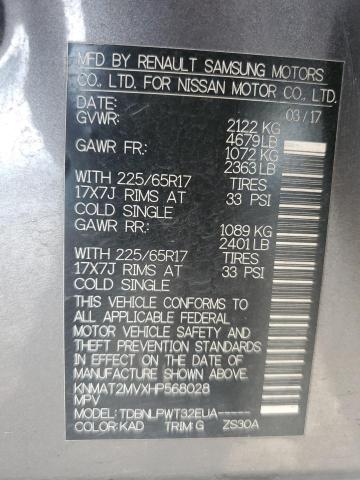 MFD BY RENAULT SAMSUNG MOTORS
CO., LTD. FOR NISSAN MOTOR CO., LTD.
DATE: 03/17
GVWR: 2122 KG
4679LB
GAWR FR: 1072 KG
2363 LB
WITH 225/65R17 TIRES
17X7J RIMS AT 33 PSI
COLD SINGLE
GAWR RR: 1089 KG
2401 LB
WITH 225/65R17 TIRES
17X7J RIMS AT 33 PSI
COLD SINGLE
THIS VEHICLE CONFORMS TO
ALL APPLICABLE FEDERAL
MOTOR VEHICLE SAFETY AND
THEFT PREVENTION STANDARDS
IN EFFECT ON THE DATE OF
MANUFACTURE SHOWN ABOVE.
KNMAT2MVXHP568028
MPV
MODEL: TDBNLPWT32EUA-----
COLOR: KAD TRIM: G ZS30A